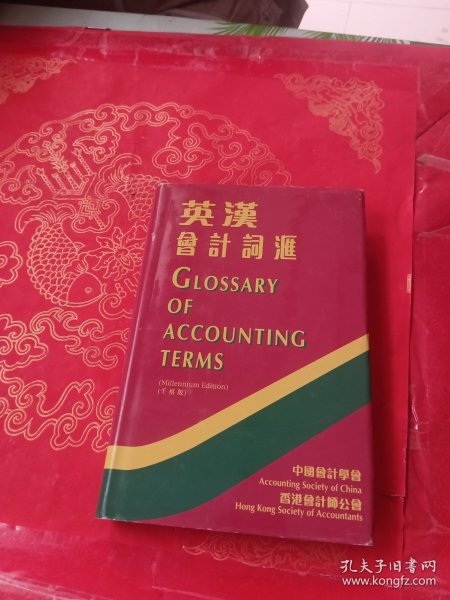 英漢
會計詞滙
GLOSSARY
OF
ACCOUNTING
TERMS
(Millennium Edition)
(千禧版)
中國會計學會
Accounting Society of China
香港會計師公會
Hong Kong Society of Accountants
孔夫子旧书网
www.kongfz.com